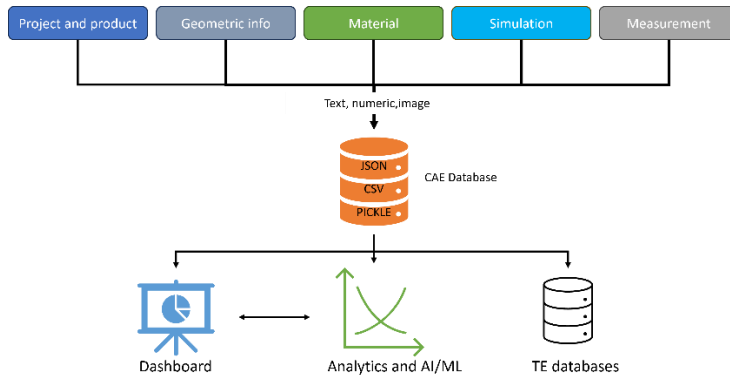 Project and product
Geometric info
Material
Simulation
Measurement
Text, numeric,image
JSON
CSV
PICKLE
CAE Database
Dashboard
Analytics and AI/ML
TE databases